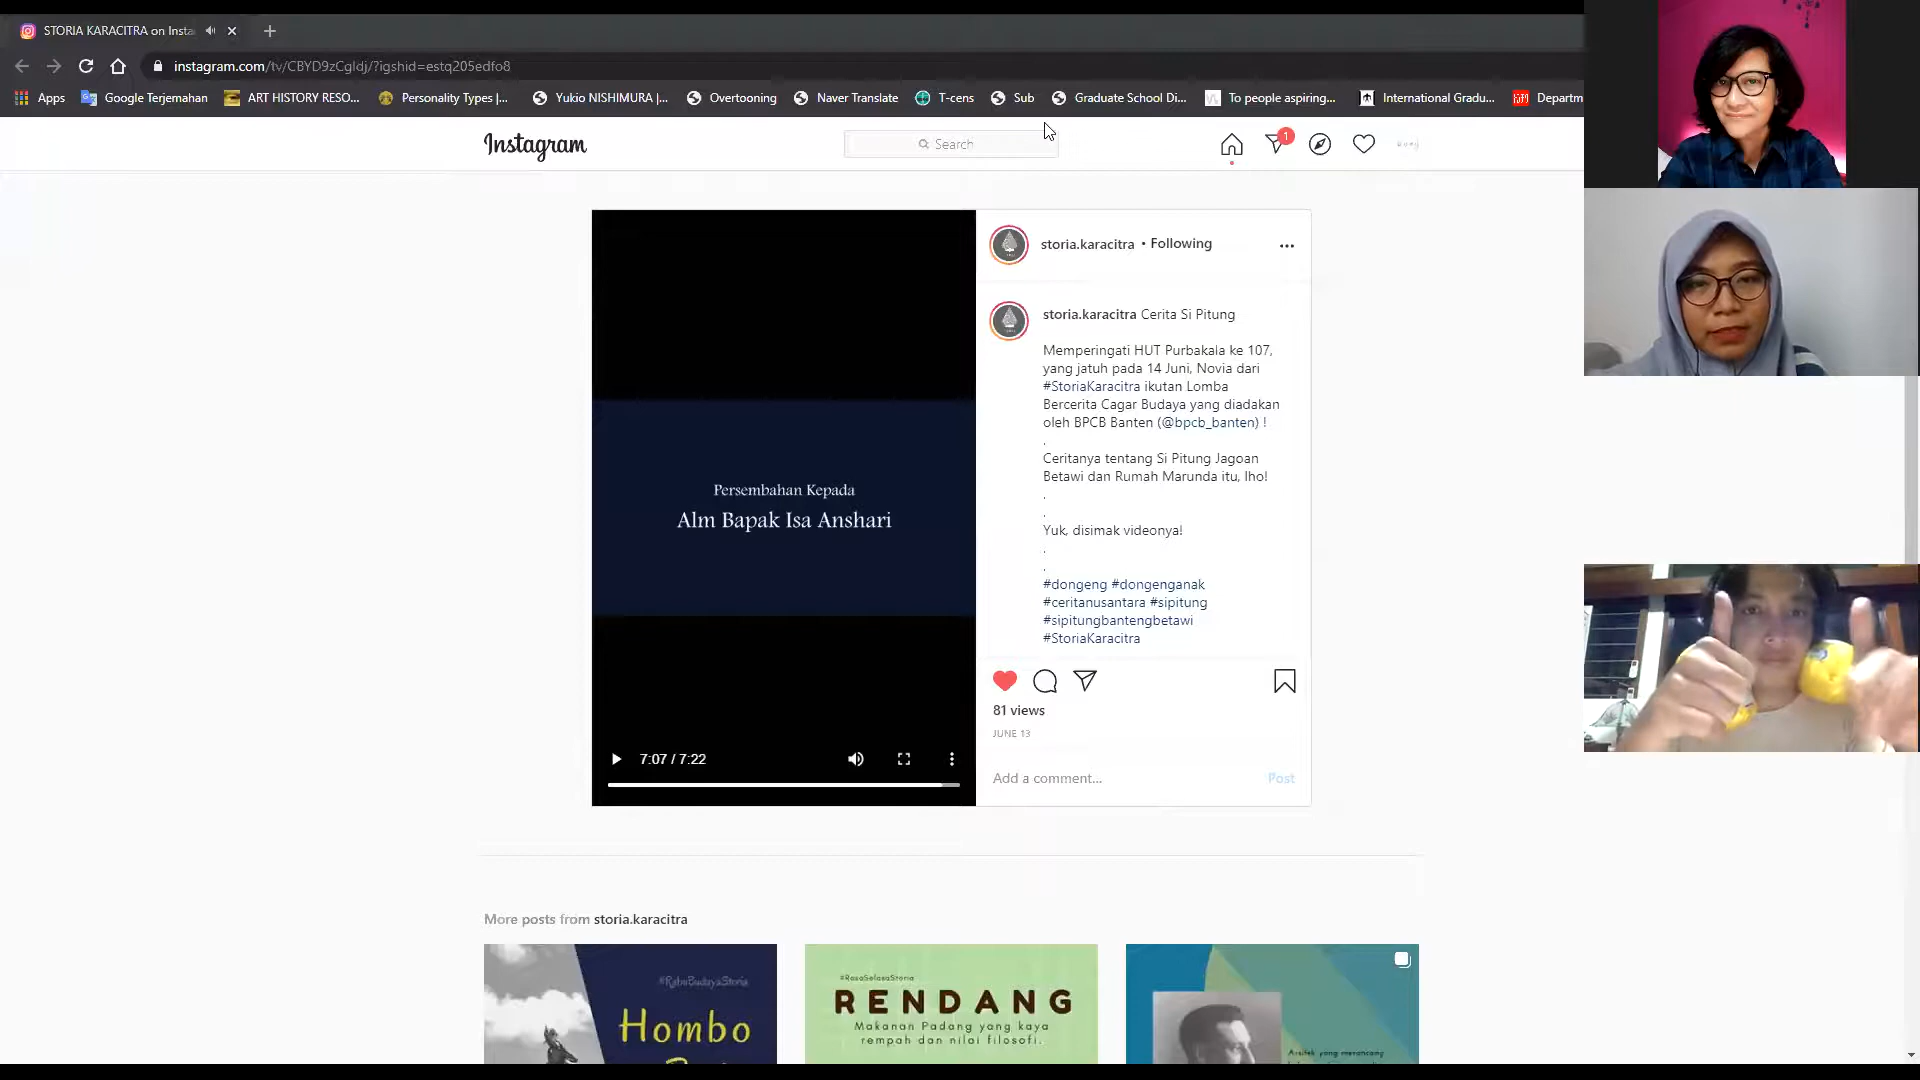 STORIA KARACITRA on Insta
instagram.com/tv/CBYD9zCgldj/?igshid=estq205edfo8
Apps
Google Terjemahan
ART HISTORY RESO...
Personality Types |...
Yukio NISHIMURA |...
Overtooning
Naver Translate
T-cens
Sub
Graduate School Di...
To people aspiring...
International Gradu...
Departm
Instagram
Search
1
storia.karacitra • Following
storia.karacitra Cerita Si Pitung
Memperingati HUT Purbakala ke 107,
yang jatuh pada 14 Juni, Novia dari
#StoriaKaracitra ikutan Lomba
Bercerita Cagar Budaya yang diadakan
oleh BPCB Banten (@bpcb_banten) !
.
Ceritanya tentang Si Pitung Jagoan
Betawi dan Rumah Marunda itu, lho!
.
.
Yuk, disimak videonya!
.
.
#dongeng #dongenganak
#ceritanusantara #sipitung
#sipitungbantengbetawi
#StoriaKaracitra
Persembahan Kepada
Alm Bapak Isa Anshari
7:07 / 7:22
81 views
JUNE 13
Add a comment...
Post
More posts from storia.karacitra
#RabuBudayaStoria
Hombo
#RasaSelasaStoria
RENDANG
Makanan Padang yang kaya
rempah dan nilai filosofi.
Arsitek yang merancang